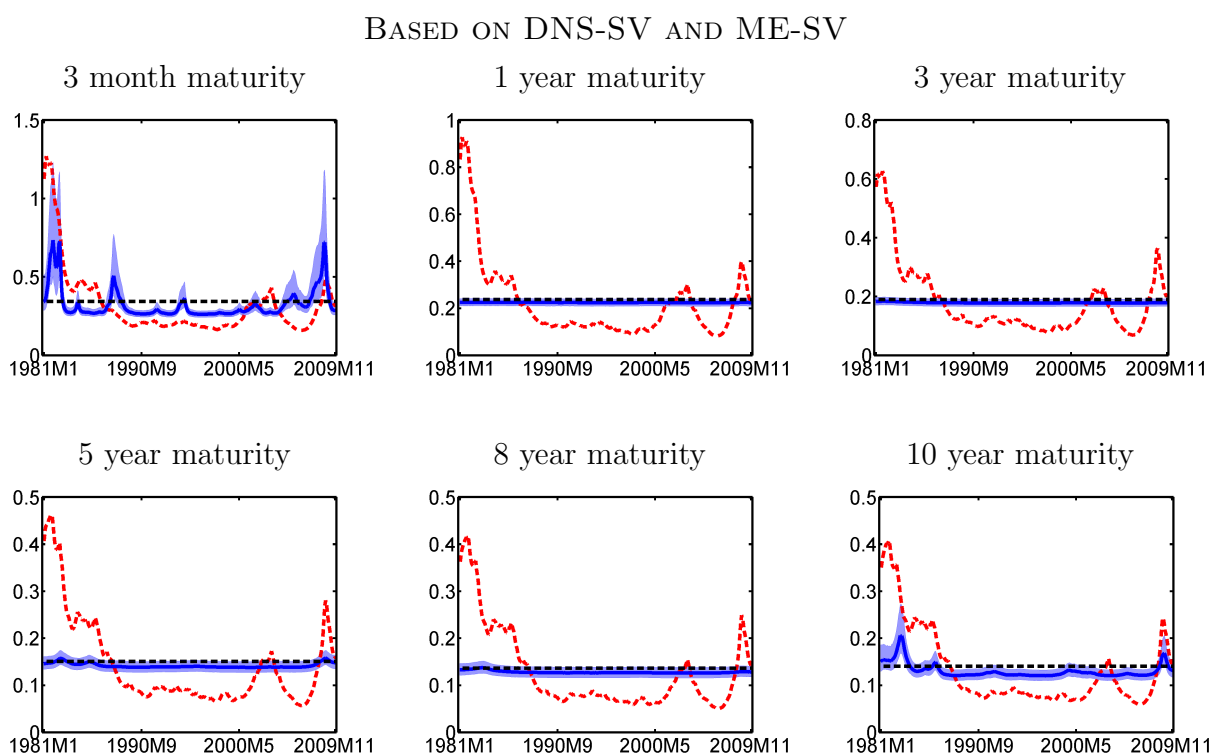 BASED ON DNS-SV AND ME-SV
3 month maturity
1 year maturity
3 year maturity
1.5
1
0.5
0
1981M1 1990M9 2000M5 2009M11
1
0.8
0.6
0.4
0.2
0
1981M1 1990M9 2000M5 2009M11
0.8
0.6
0.4
0.2
0
1981M1 1990M9 2000M5 2009M11
5 year maturity
8 year maturity
10 year maturity
0.5
0.4
0.3
0.2
0.1
0
1981M1 1990M9 2000M5 2009M11
0.5
0.4
0.3
0.2
0.1
0
1981M1 1990M9 2000M5 2009M11
0.5
0.4
0.3
0.2
0.1
0
1981M1 1990M9 2000M5 2009M11